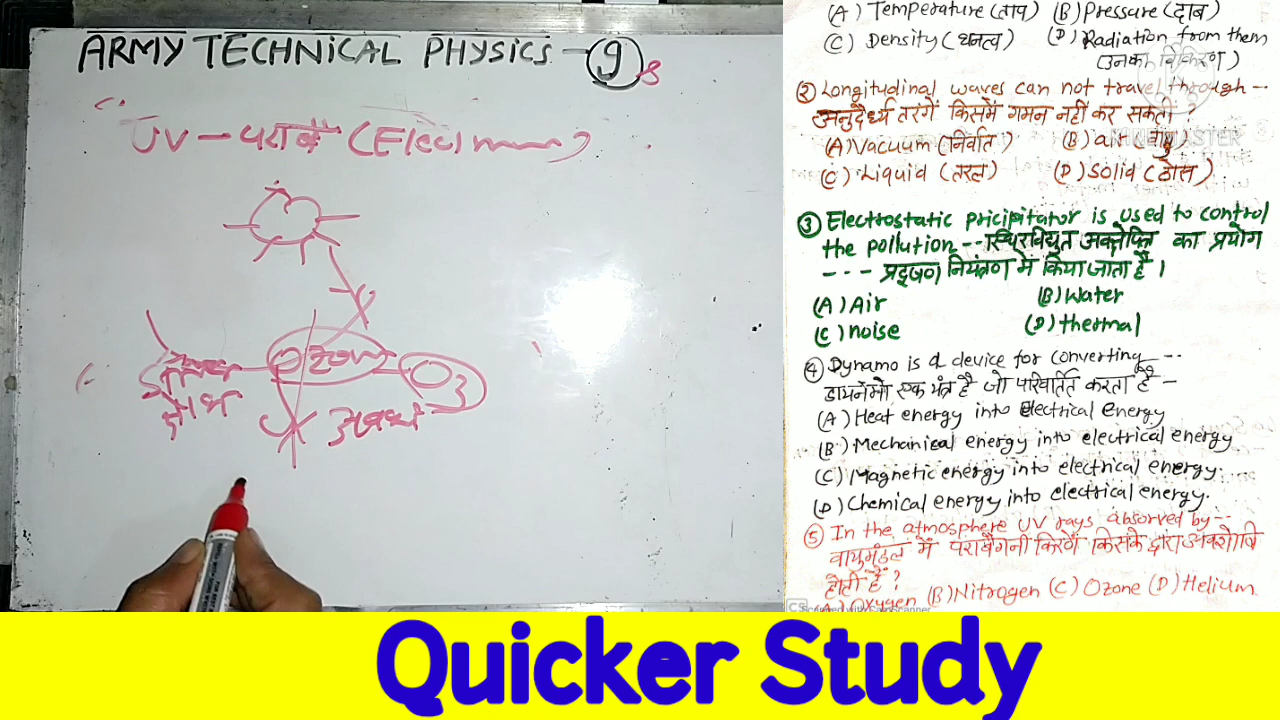 ARMY TECHNICAL PHYSICS - 9
UV - पराबैं (Elec
Ozon
O3
(A) Temperature (ताप) (B) Pressure (दाब)
(C) Density (घनत्व) (D) Radiation from them
(उनका विकिरण)
② Longitudinal waves can not travel through --
अनुदैर्ध्य तरंगें किसमें गमन नहीं कर सकती ?
(A) Vacuum (निर्वात) (B) air (वायु)
(C) Liquid (तरल) (D) Solid (ठोस)
③ Electrostatic pricipitator is used to control
the pollution -- स्थिरविद्युत अवक्षेपित्र का प्रयोग
--- प्रदूषण नियंत्रण में किया जाता है।
(A) Air (B) Water
(C) noise (D) thermal
④ Dynamo is a device for converting ---
डायनेमो एक यंत्र है जो परिवर्तित करता है -
(A) Heat energy into Electrical energy
(B) Mechanical energy into electrical energy
(C) Magnetic energy into electrical energy
(D) Chemical energy into electrical energy.
⑤ In the atmosphere UV rays absorved by --
वायुमंडल में पराबैंगनी किरणें किसके द्वारा अवशोषि
होती हैं ?
(A) Oxygen (B) Nitrogen (C) Ozone (D) Helium
Quicker Study